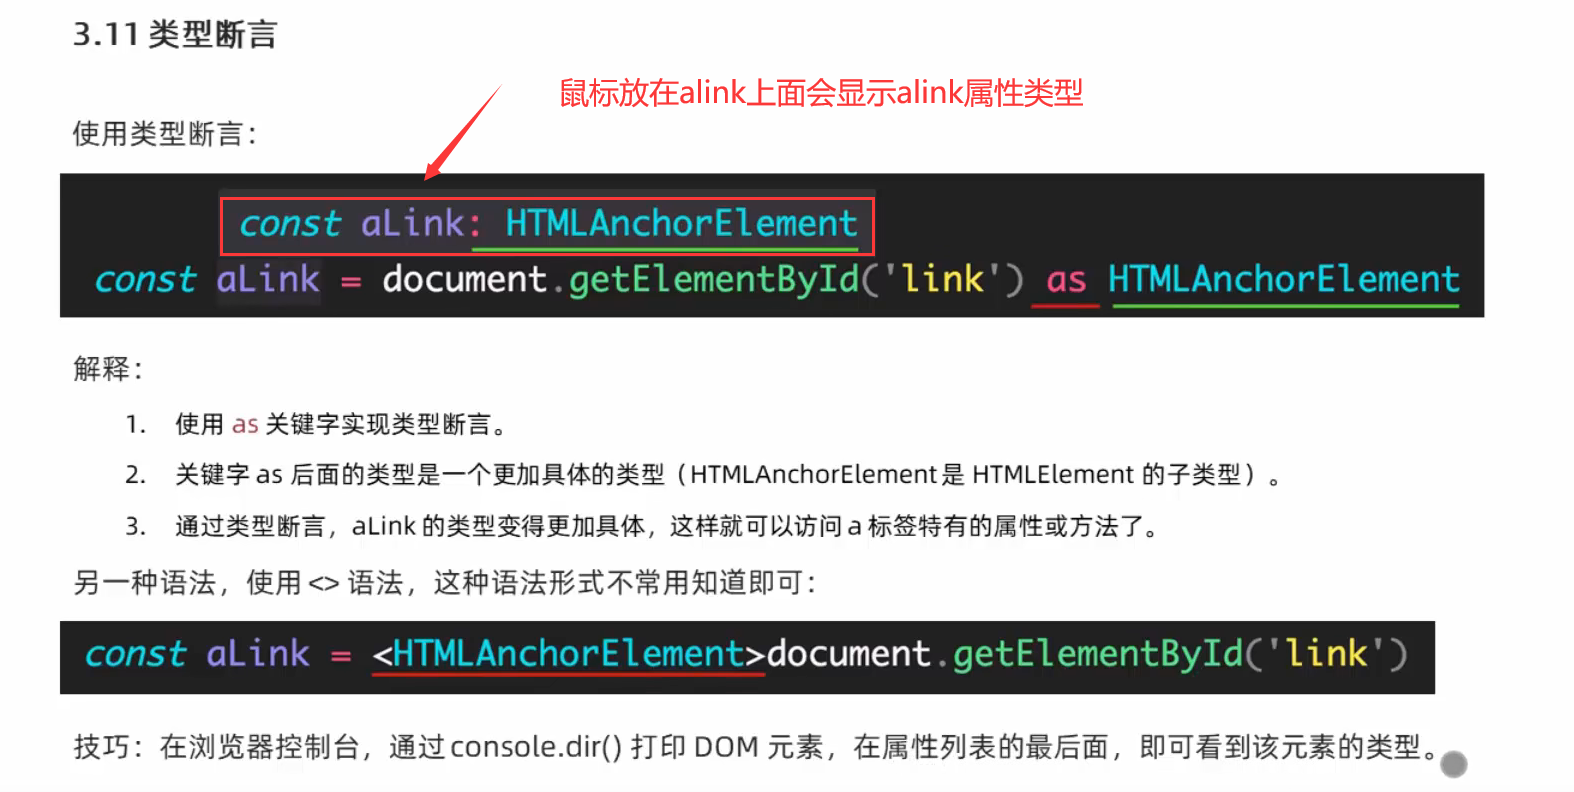 3.11 类型断言
鼠标放在alink上面会显示alink属性类型
使用类型断言：
const aLink: HTMLAnchorElement
const aLink = document.getElementById('link') as HTMLAnchorElement
解释：
1. 使用 as 关键字实现类型断言。
2. 关键字 as 后面的类型是一个更加具体的类型（HTMLAnchorElement 是 HTMLElement 的子类型）。
3. 通过类型断言，aLink 的类型变得更加具体，这样就可以访问 a 标签特有的属性或方法了。
另一种语法，使用 <> 语法，这种语法形式不常用知道即可：
const aLink = <HTMLAnchorElement>document.getElementById('link')
技巧：在浏览器控制台，通过 console.dir() 打印 DOM 元素，在属性列表的最后面，即可看到该元素的类型。